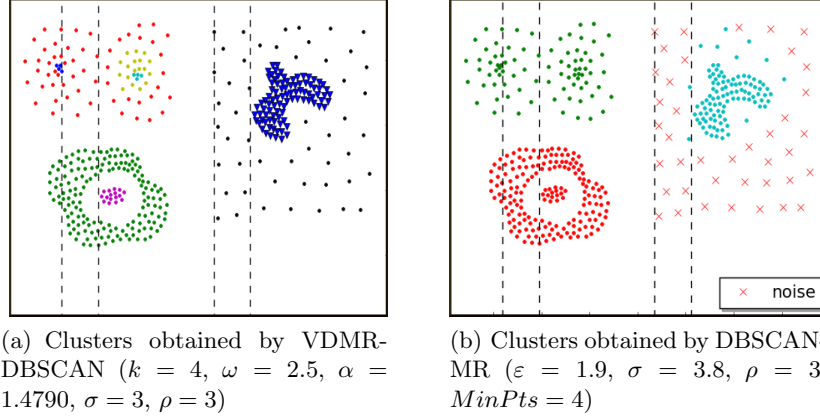 noise
(a) Clusters obtained by VDMR-
DBSCAN (k = 4, ω = 2.5, α =
1.4790, σ = 3, ρ = 3)
(b) Clusters obtained by DBSCAN-
MR (ε = 1.9, σ = 3.8, ρ = 3
MinPts = 4)